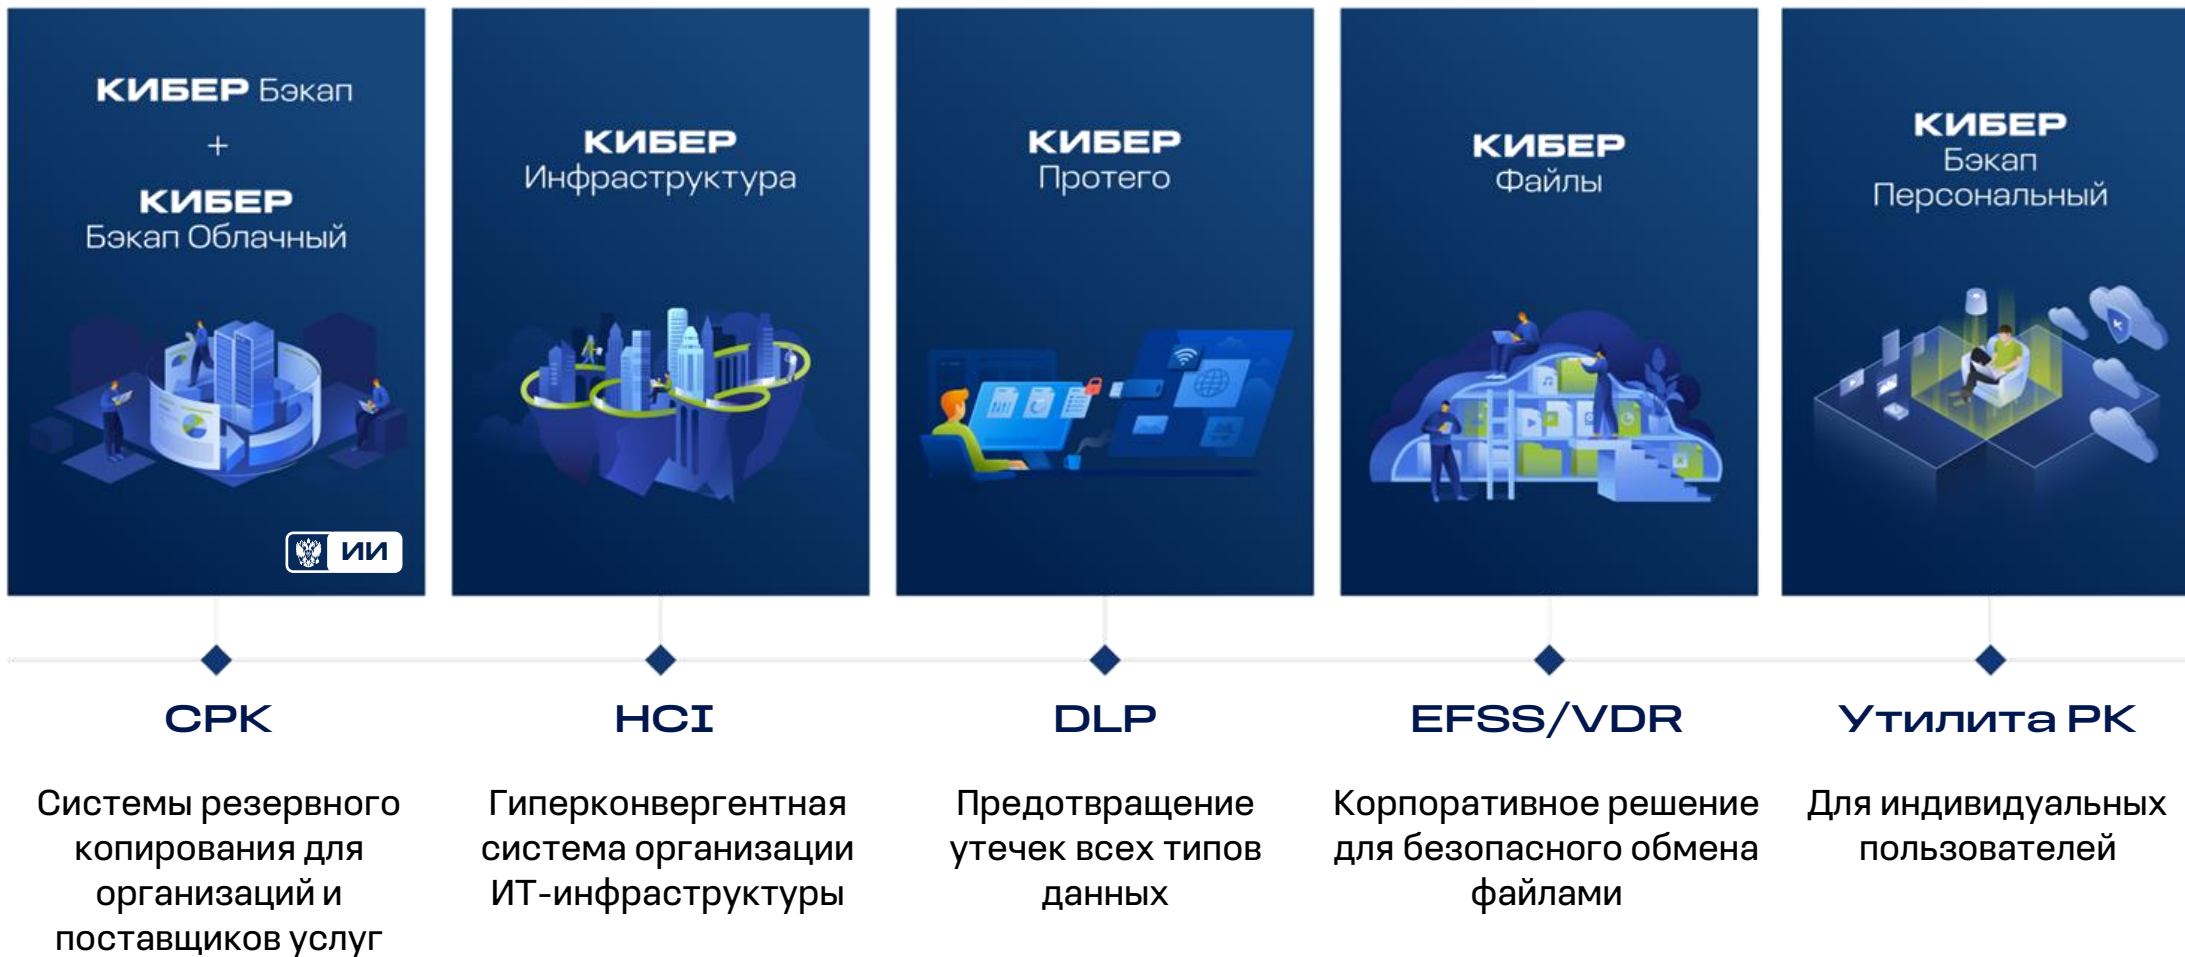 КИБЕР Бэкап
+
КИБЕР
Бэкап Облачный
ИИ
КИБЕР
Инфраструктура
КИБЕР
Протего
КИБЕР
Файлы
КИБЕР
Бэкап
Персональный
СРК
HCI
DLP
EFSS/VDR
Утилита РК
Системы резервного
копирования для
организаций и
поставщиков услуг
Гиперконвергентная
система организации
ИТ-инфраструктуры
Предотвращение
утечек всех типов
данных
Корпоративное решение
для безопасного обмена
файлами
Для индивидуальных
пользователей